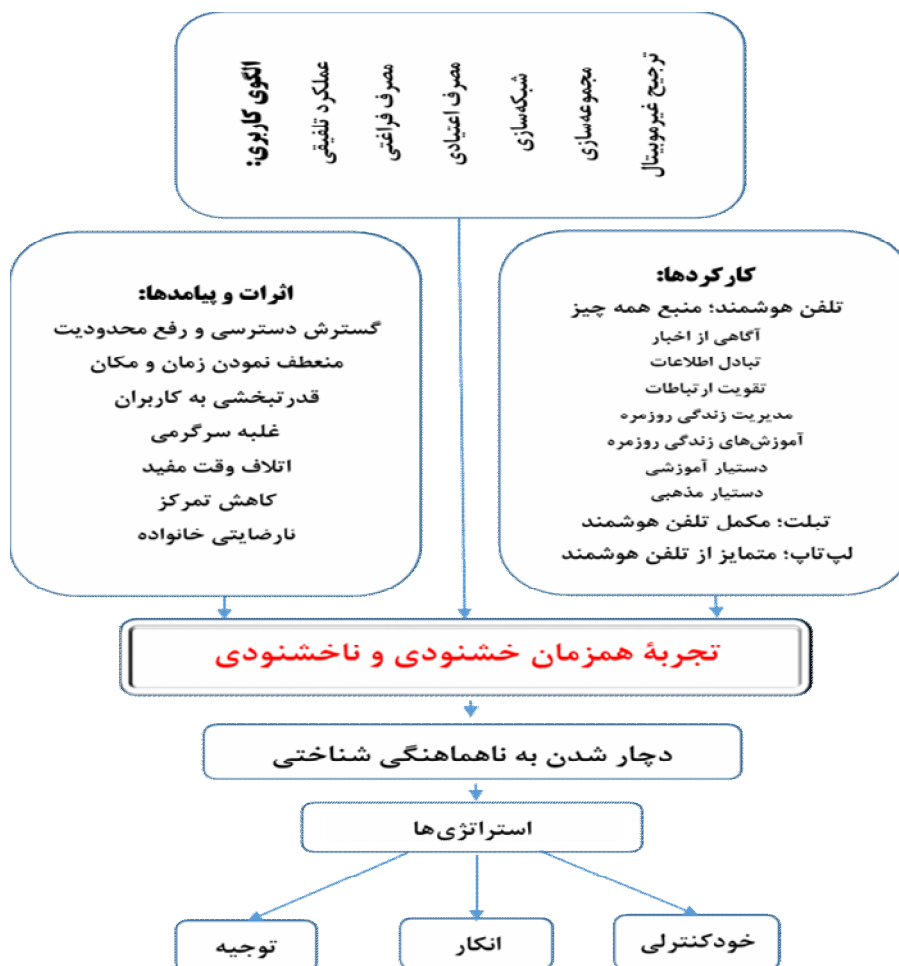 الگوی کاربری:
عملکرد تلفیقی
مصرف فراغتی
مصرف اعتیادی
شبکه‌سازی
مجموعه‌سازی
ترجیح غیرموبیتال
کارکردها:
تلفن هوشمند؛ منبع همه چیز
آگاهی از اخبار
تبادل اطلاعات
تقویت ارتباطات
مدیریت زندگی روزمره
آموزش‌های زندگی روزمره
دستیار آموزشی
دستیار مذهبی
تبلت؛ مکمل تلفن هوشمند
لپ‌تاپ؛ متمایز از تلفن هوشمند
اثرات و پیامدها:
گسترش دسترسی و رفع محدودیت
منعطف نمودن زمان و مکان
قدرتبخشی به کاربران
غلبه سرگرمی
اتلاف وقت مفید
کاهش تمرکز
نارضایتی خانواده
تجربهٔ همزمان خشنودی و ناخشنودی
دچار شدن به ناهماهنگی شناختی
استراتژی‌ها
خودکنترلی
انکار
توجیه